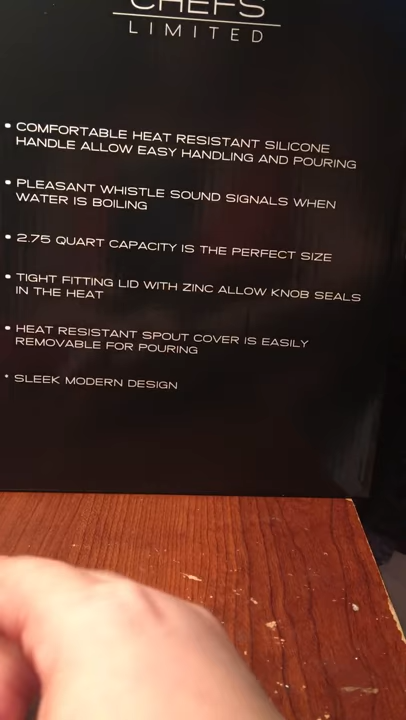 CHEFS
LIMITED
• COMFORTABLE HEAT RESISTANT SILICONE
HANDLE ALLOW EASY HANDLING AND POURING
• PLEASANT WHISTLE SOUND SIGNALS WHEN
WATER IS BOILING
• 2.75 QUART CAPACITY IS THE PERFECT SIZE
• TIGHT FITTING LID WITH ZINC ALLOW KNOB SEALS
IN THE HEAT
• HEAT RESISTANT SPOUT COVER IS EASILY
REMOVABLE FOR POURING
• SLEEK MODERN DESIGN